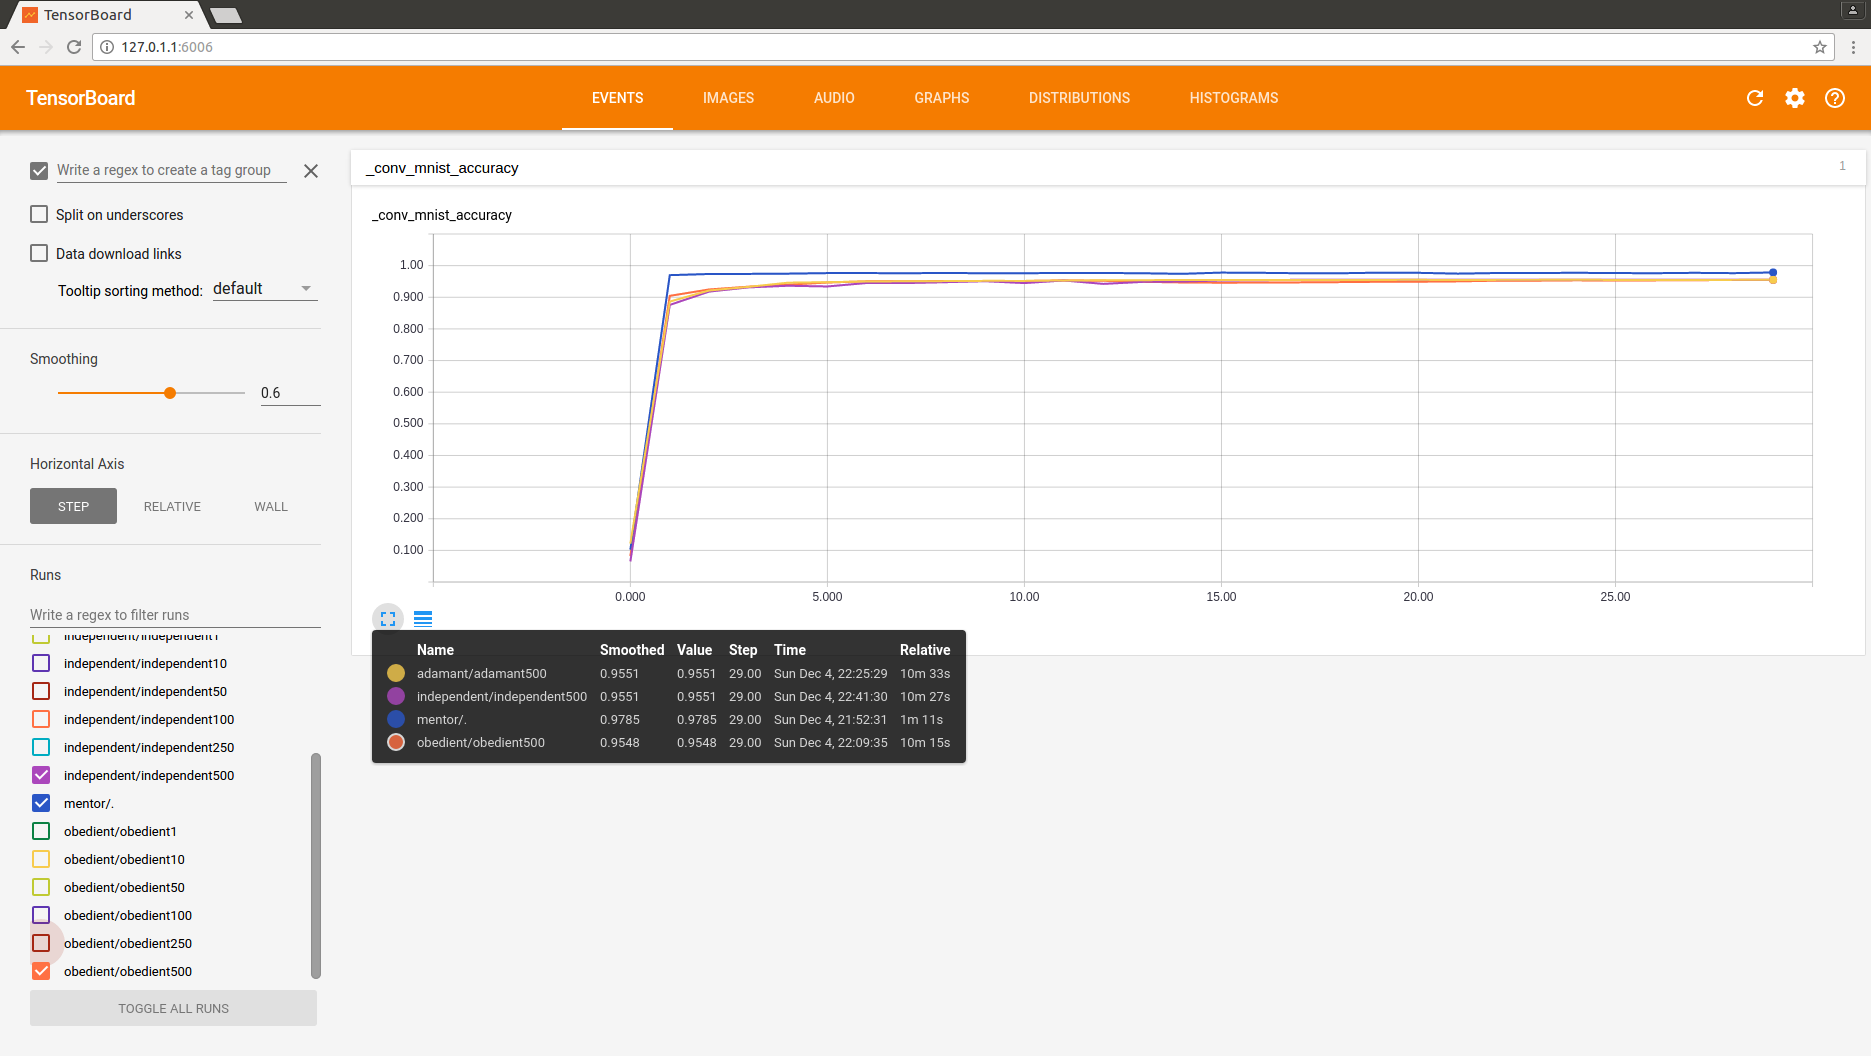 TensorBoard
127.0.1.1:6006
TensorBoard EVENTS IMAGES AUDIO GRAPHS DISTRIBUTIONS HISTOGRAMS
Write a regex to create a tag group
Split on underscores
Data download links
Tooltip sorting method: default
Smoothing
0.6
Horizontal Axis
STEP RELATIVE WALL
Runs
Write a regex to filter runs
independent/independent1
independent/independent10
independent/independent50
independent/independent100
independent/independent250
independent/independent500
mentor/.
obedient/obedient1
obedient/obedient10
obedient/obedient50
obedient/obedient100
obedient/obedient250
obedient/obedient500
TOGGLE ALL RUNS
_conv_mnist_accuracy 1
_conv_mnist_accuracy
1.00
0.900
0.800
0.700
0.600
0.500
0.400
0.300
0.200
0.100
0.000 5.000 10.00 15.00 20.00 25.00
Name Smoothed Value Step Time Relative
adamant/adamant500 0.9551 0.9551 29.00 Sun Dec 4, 22:25:29 10m 33s
independent/independent500 0.9551 0.9551 29.00 Sun Dec 4, 22:41:30 10m 27s
mentor/. 0.9785 0.9785 29.00 Sun Dec 4, 21:52:31 1m 11s
obedient/obedient500 0.9548 0.9548 29.00 Sun Dec 4, 22:09:35 10m 15s